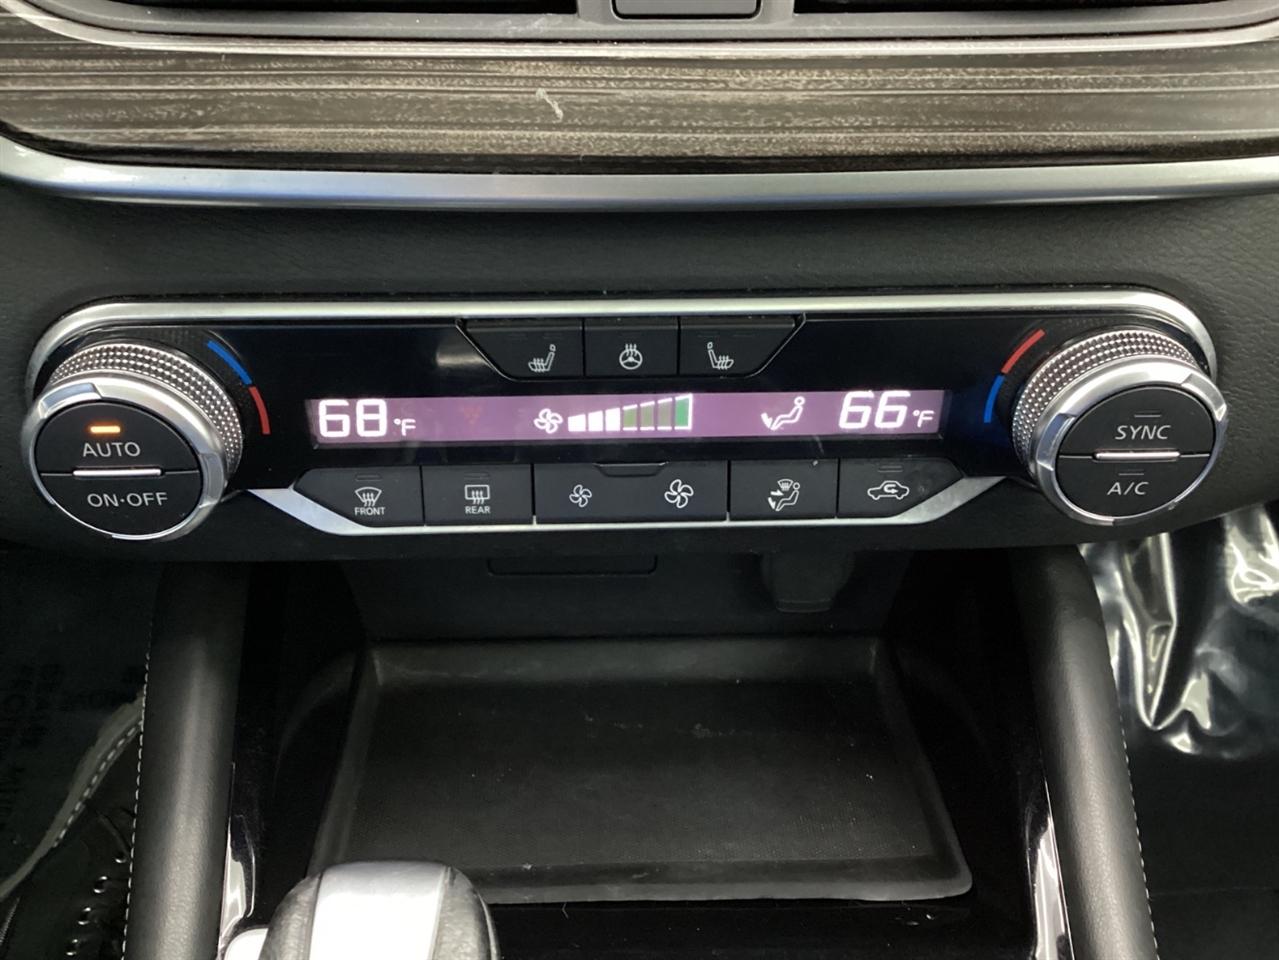 68°F
66°F
AUTO
ON·OFF
SYNC
A/C
FRONT
REAR